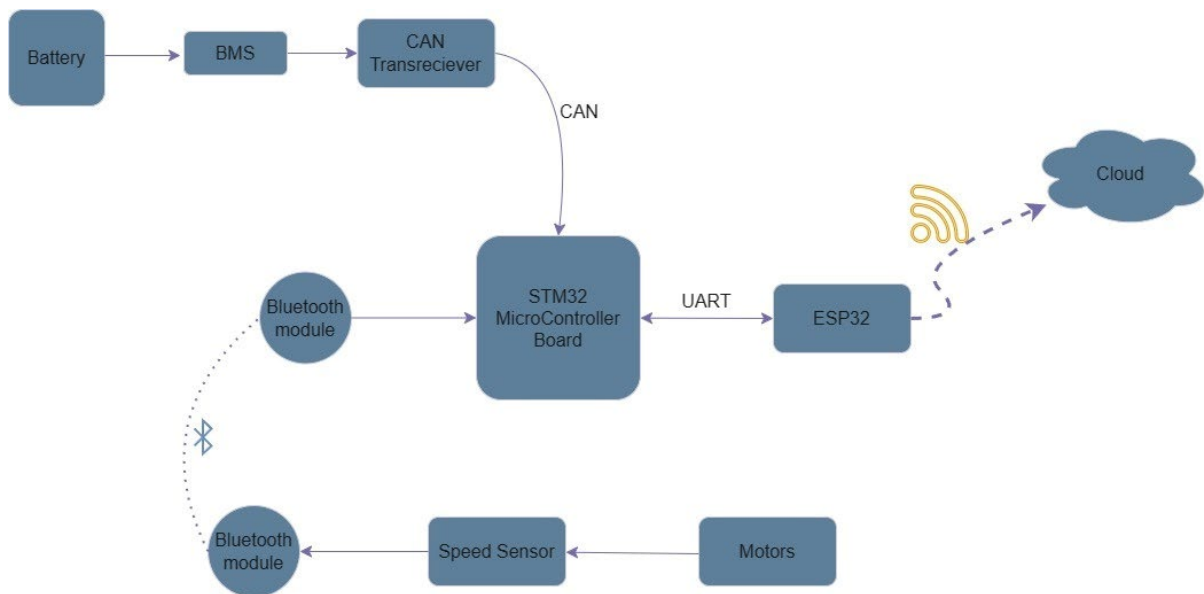 Battery
BMS
CAN
Transreciever
CAN
Cloud
STM32
MicroController
Board
Bluetooth
module
UART
ESP32
Bluetooth
module
Speed Sensor
Motors